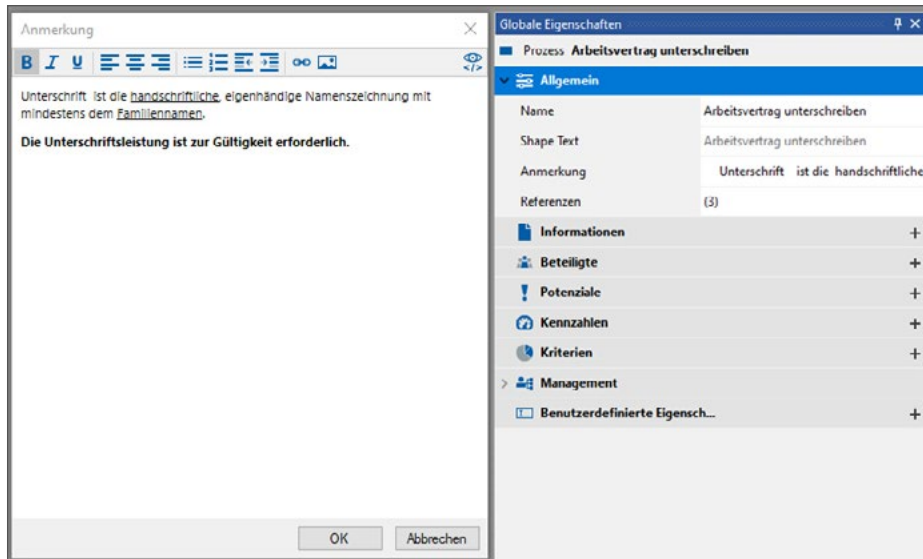 Anmerkung
B I U
Unterschrift ist die handschriftliche, eigenhändige Namenszeichnung mit
mindestens dem Familiennamen.
Die Unterschriftsleistung ist zur Gültigkeit erforderlich.
OK Abbrechen
Globale Eigenschaften
Prozess Arbeitsvertrag unterschreiben
Allgemein
Name Arbeitsvertrag unterschreiben
Shape Text Arbeitsvertrag unterschreiben
Anmerkung Unterschrift ist die handschriftliche
Referenzen (3)
Informationen +
Beteiligte +
Potenziale +
Kennzahlen +
Kriterien +
Management
Benutzerdefinierte Eigensch... +